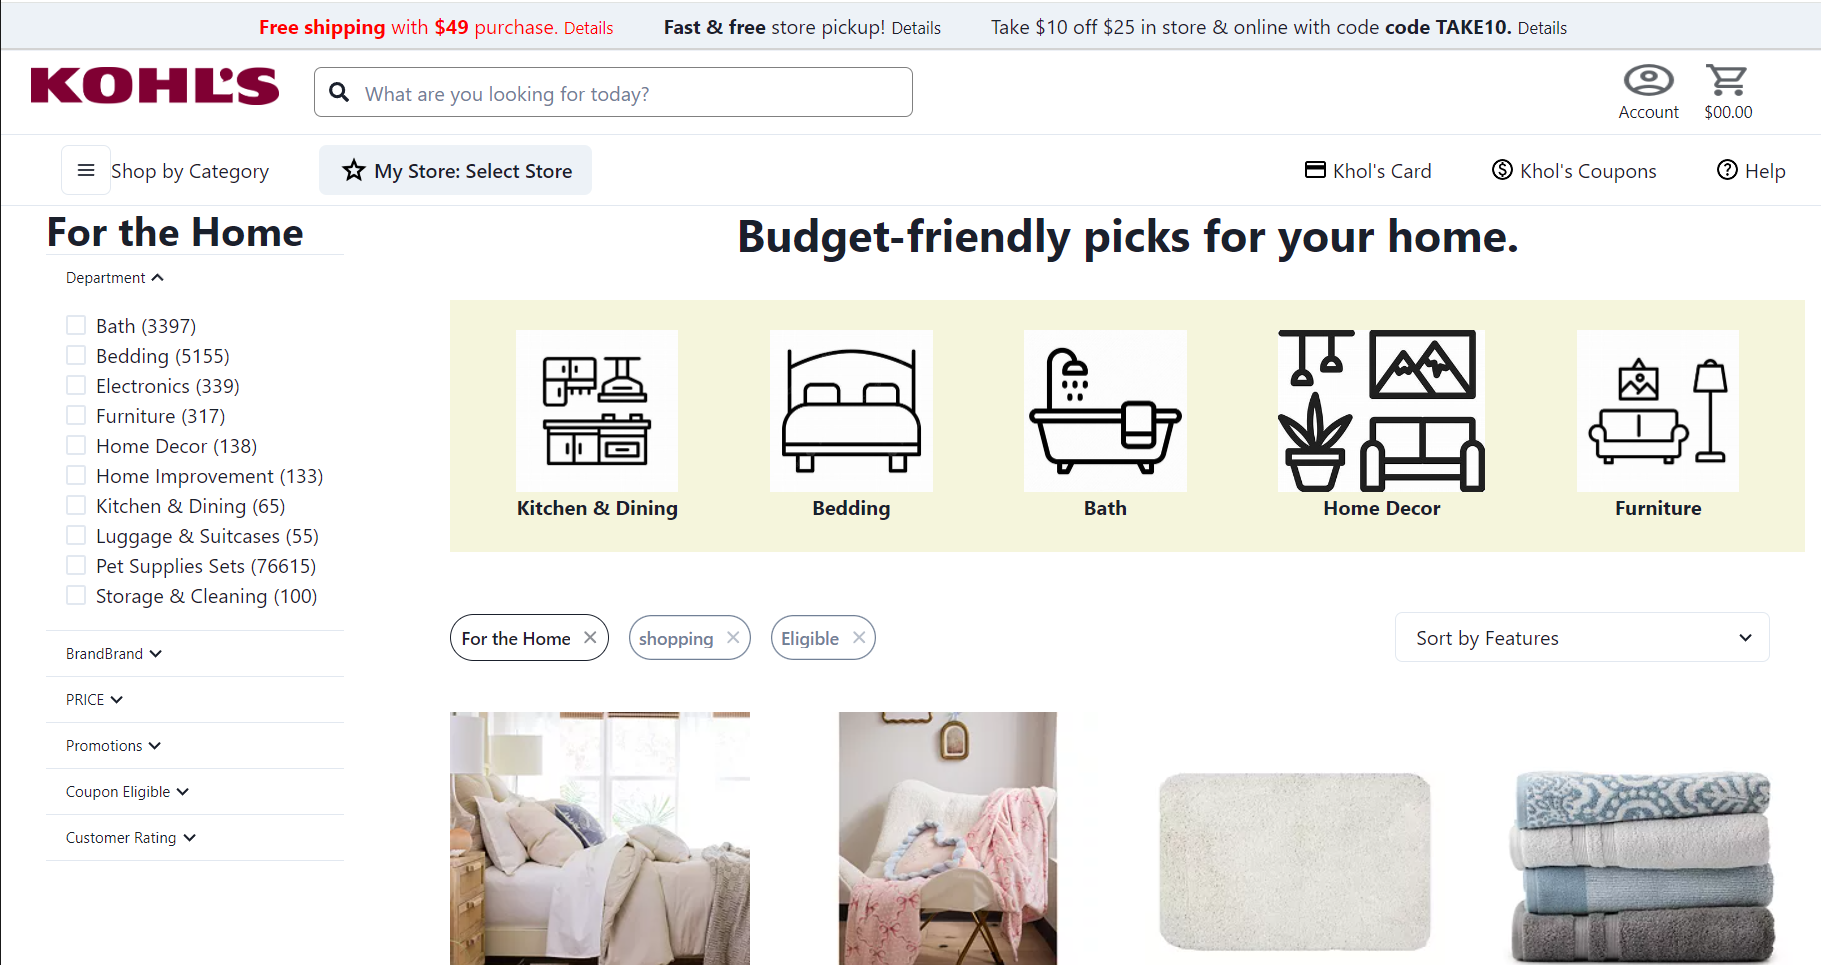 Free shipping with $49 purchase. Details Fast & free store pickup! Details Take $10 off $25 in store & online with code code TAKE10. Details
KOHL'S
What are you looking for today?
Account
$00.00
Shop by Category
My Store: Select Store
Khol's Card
Khol's Coupons
Help
For the Home
Department
Bath (3397)
Bedding (5155)
Electronics (339)
Furniture (317)
Home Decor (138)
Home Improvement (133)
Kitchen & Dining (65)
Luggage & Suitcases (55)
Pet Supplies Sets (76615)
Storage & Cleaning (100)
BrandBrand
PRICE
Promotions
Coupon Eligible
Customer Rating
Budget-friendly picks for your home.
Kitchen & Dining
Bedding
Bath
Home Decor
Furniture
For the Home
shopping
Eligible
Sort by Features